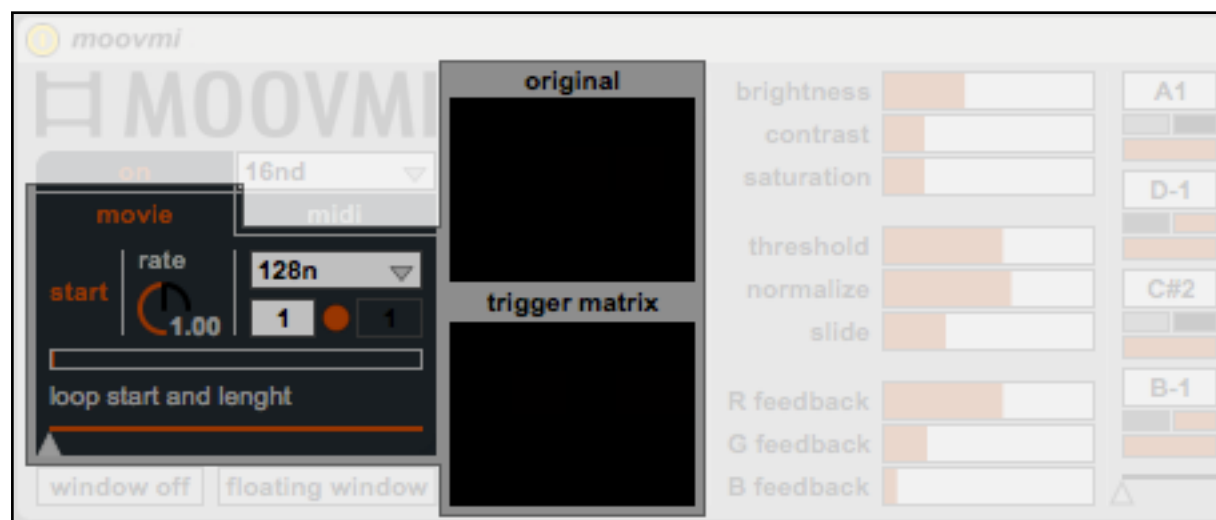 moovmi
MOOVMI
on
16nd
movie
midi
start
rate
1.00
128n
1
1
loop start and lenght
window off
floating window
original
trigger matrix
brightness
contrast
saturation
threshold
normalize
slide
R feedback
G feedback
B feedback
A1
D-1
C#2
B-1